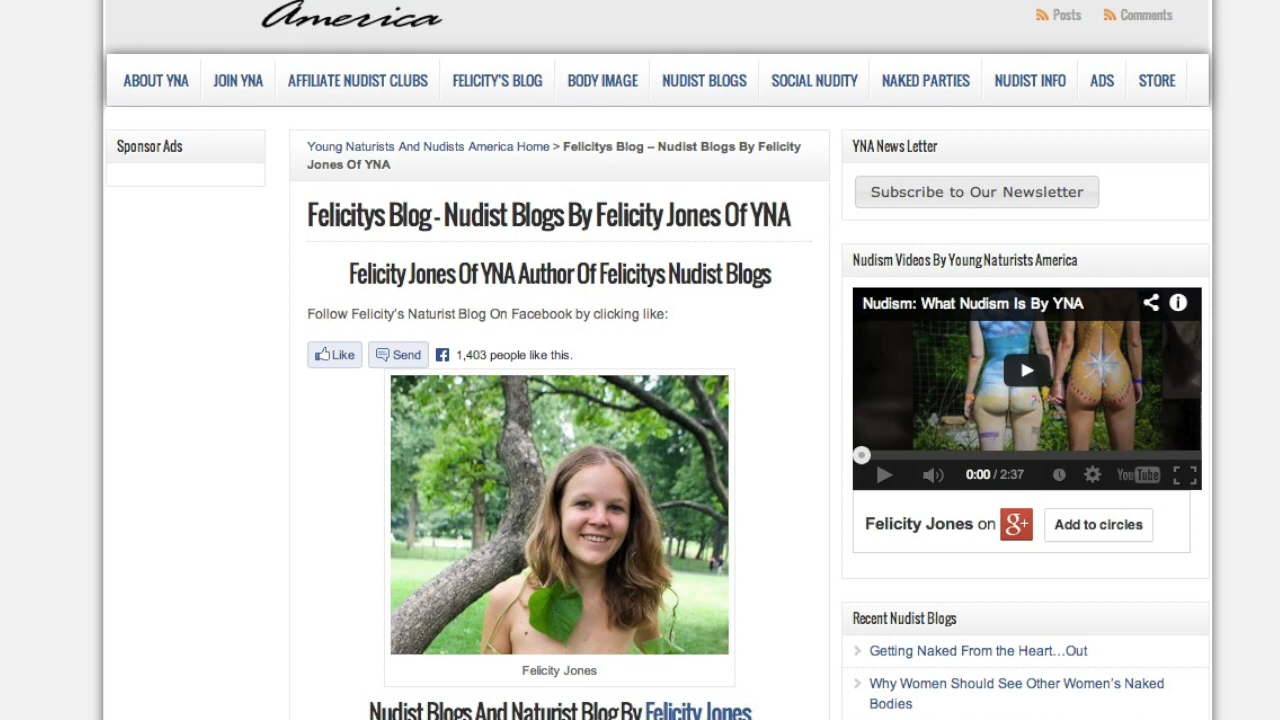 America
Posts
Comments
ABOUT YNA
JOIN YNA
AFFILIATE NUDIST CLUBS
FELICITY'S BLOG
BODY IMAGE
NUDIST BLOGS
SOCIAL NUDITY
NAKED PARTIES
NUDIST INFO
ADS
STORE
Sponsor Ads
Young Naturists And Nudists America Home > Felicitys Blog – Nudist Blogs By Felicity
Jones Of YNA
Felicitys Blog - Nudist Blogs By Felicity Jones Of YNA
Felicity Jones Of YNA Author Of Felicitys Nudist Blogs
Follow Felicity's Naturist Blog On Facebook by clicking like:
Like
Send
1,403 people like this.
Felicity Jones
Nudist Blogs And Naturist Blog By Felicity Jones
YNA News Letter
Subscribe to Our Newsletter
Nudism Videos By Young Naturists America
Nudism: What Nudism Is By YNA
0:00 / 2:37
YouTube
Felicity Jones on
g+
Add to circles
Recent Nudist Blogs
Getting Naked From the Heart…Out
Why Women Should See Other Women's Naked
Bodies